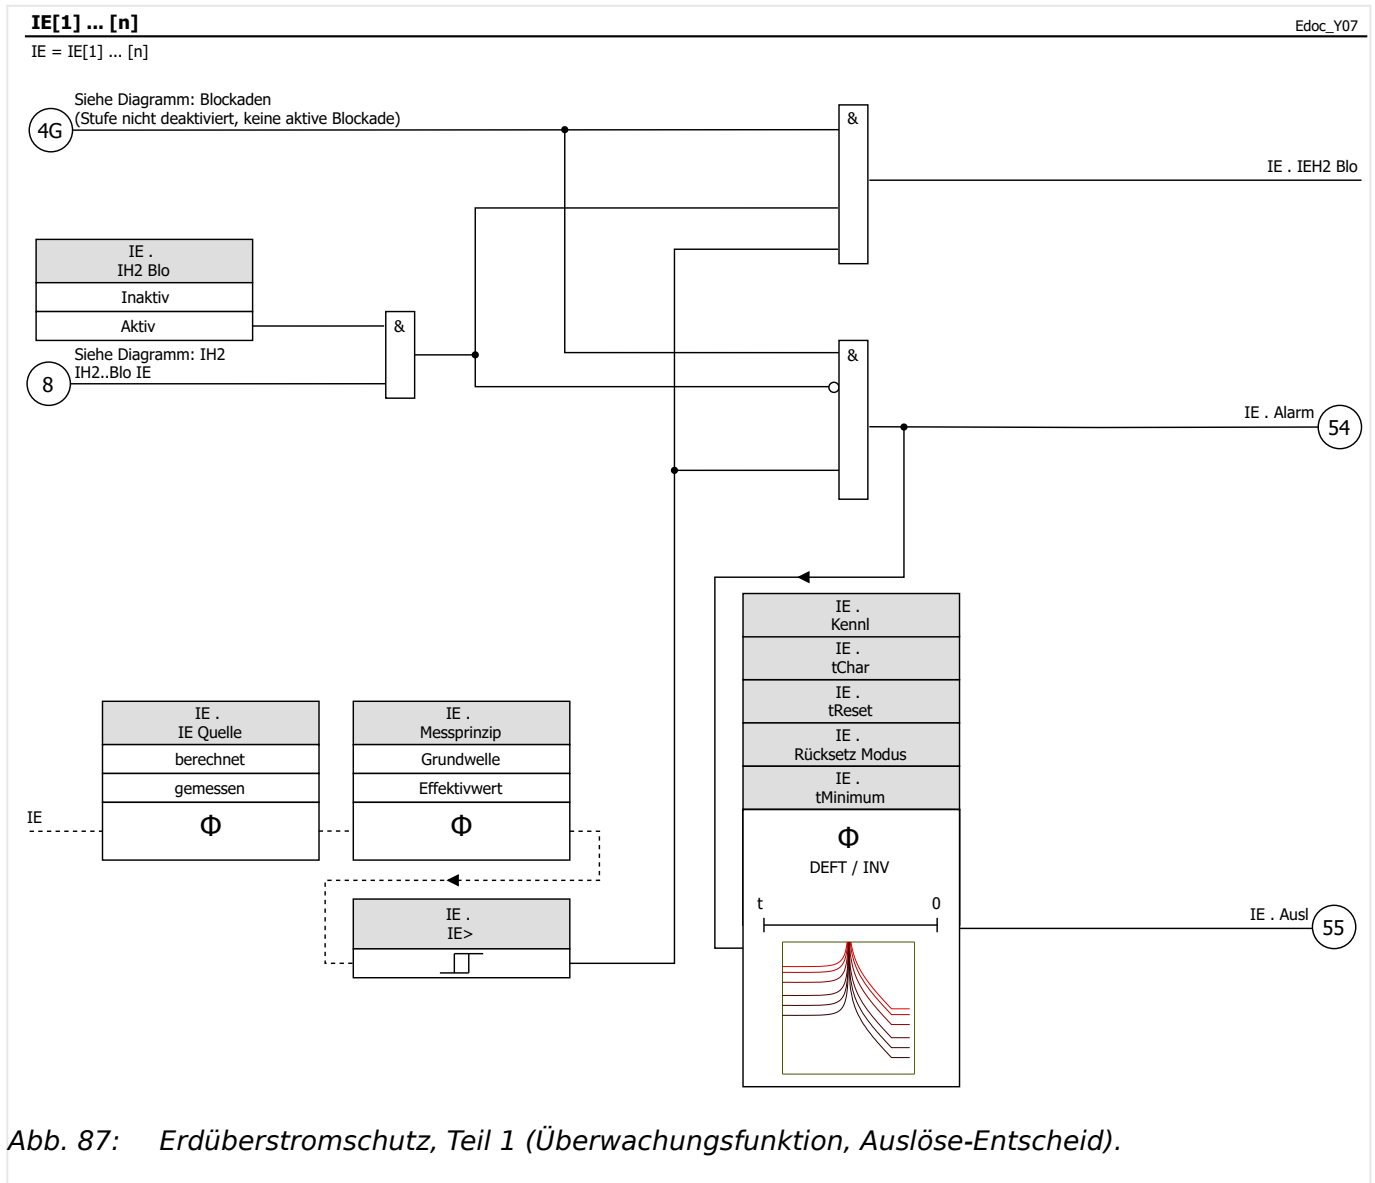 IE[1] ... [n]
Edoc_Y07
IE = IE[1] ... [n]
Siehe Diagramm: Blockaden
(Stufe nicht deaktiviert, keine aktive Blockade)
4G
&
IE . IEH2 Blo
IE .
IH2 Blo
Inaktiv
Aktiv
&
Siehe Diagramm: IH2
IH2..Blo IE
8
&
IE . Alarm
54
IE .
Kennl
IE .
tChar
IE .
tReset
IE .
Rücksetz Modus
IE .
tMinimum
Φ
DEFT / INV
t
0
IE .
IE Quelle
berechnet
gemessen
Φ
IE .
Messprinzip
Grundwelle
Effektivwert
Φ
IE
IE .
IE>
IE . Ausl
55
Abb. 87: Erdüberstromschutz, Teil 1 (Überwachungsfunktion, Auslöse-Entscheid).